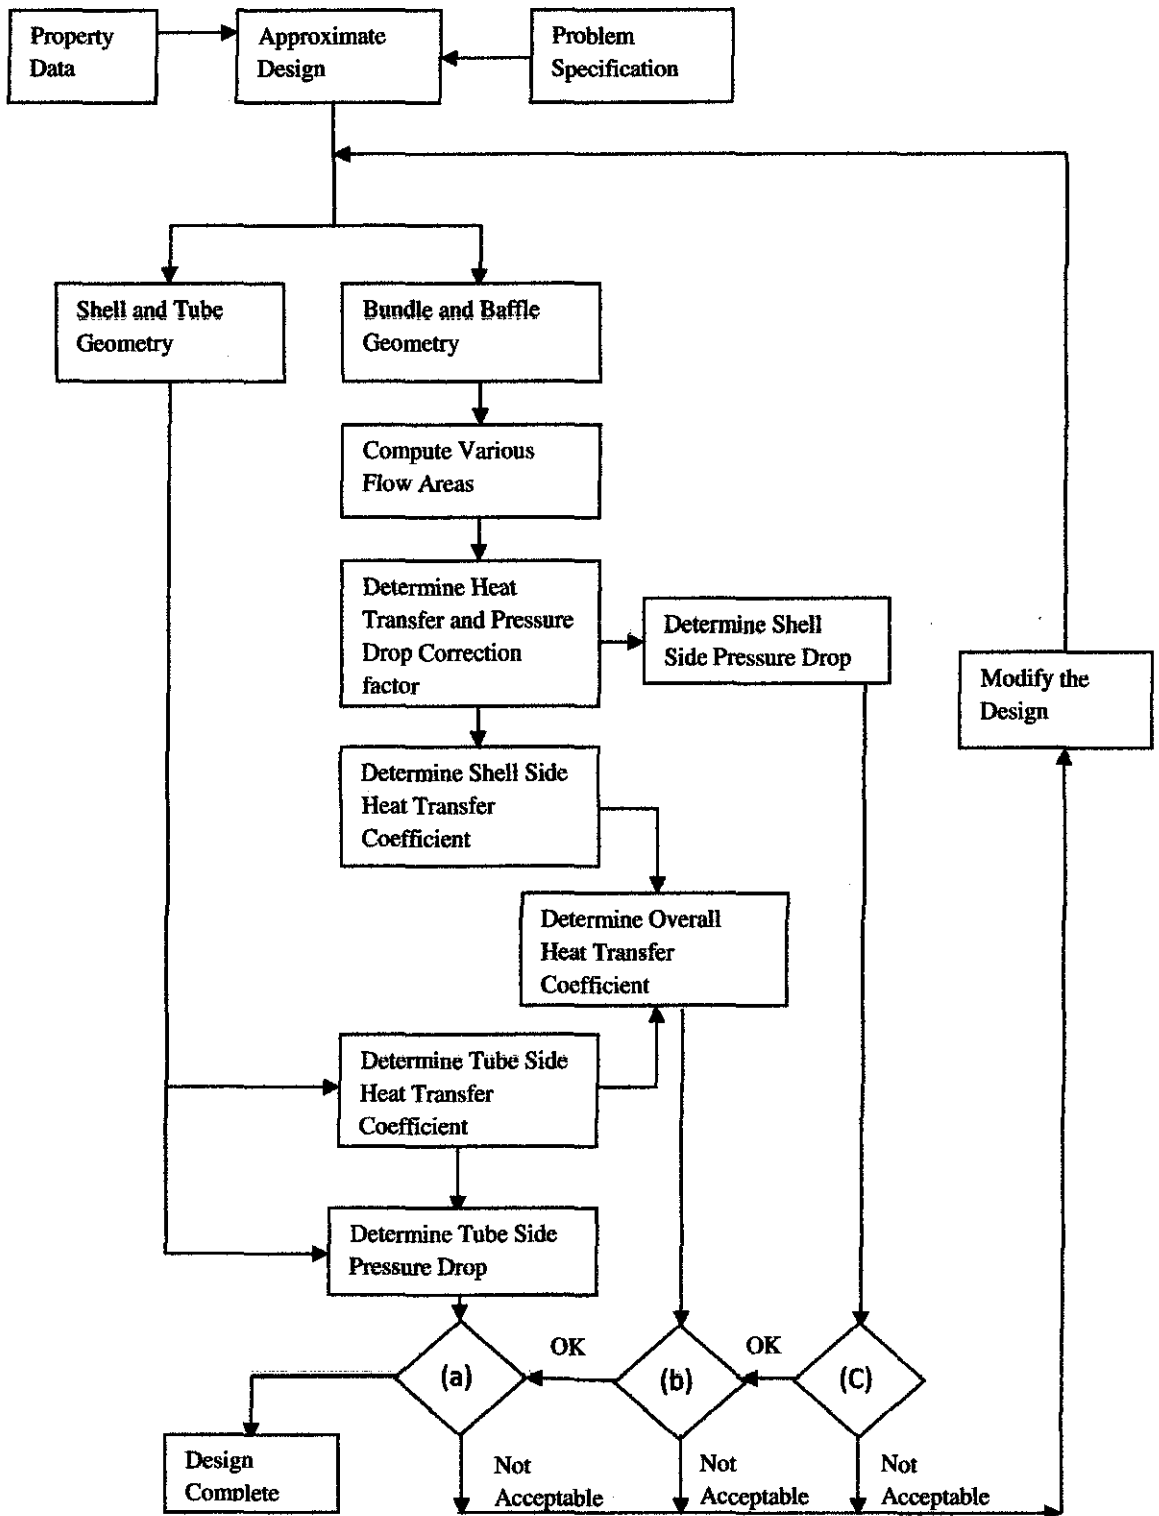 Property
Data
Approximate
Design
Problem
Specification
Shell and Tube
Geometry
Bundle and Baffle
Geometry
Compute Various
Flow Areas
Determine Heat
Transfer and Pressure
Drop Correction
factor
Determine Shell
Side Pressure Drop
Modify the
Design
Determine Shell Side
Heat Transfer
Coefficient
Determine Overall
Heat Transfer
Coefficient
Determine Tube Side
Heat Transfer
Coefficient
Determine Tube Side
Pressure Drop
OK
OK
(a)
(b)
(C)
Design
Complete
Not
Acceptable
Not
Acceptable
Not
Acceptable